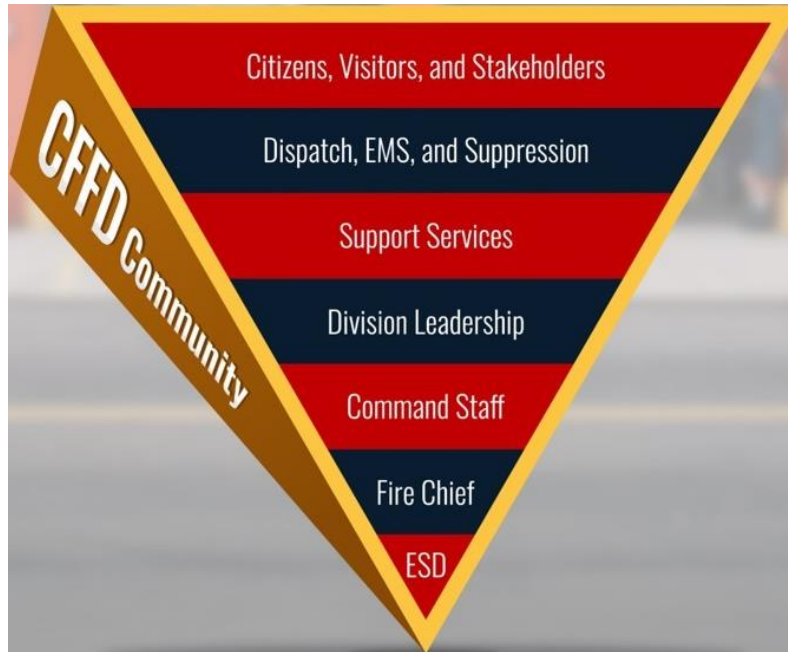 CFFD Community
Citizens, Visitors, and Stakeholders
Dispatch, EMS, and Suppression
Support Services
Division Leadership
Command Staff
Fire Chief
ESD